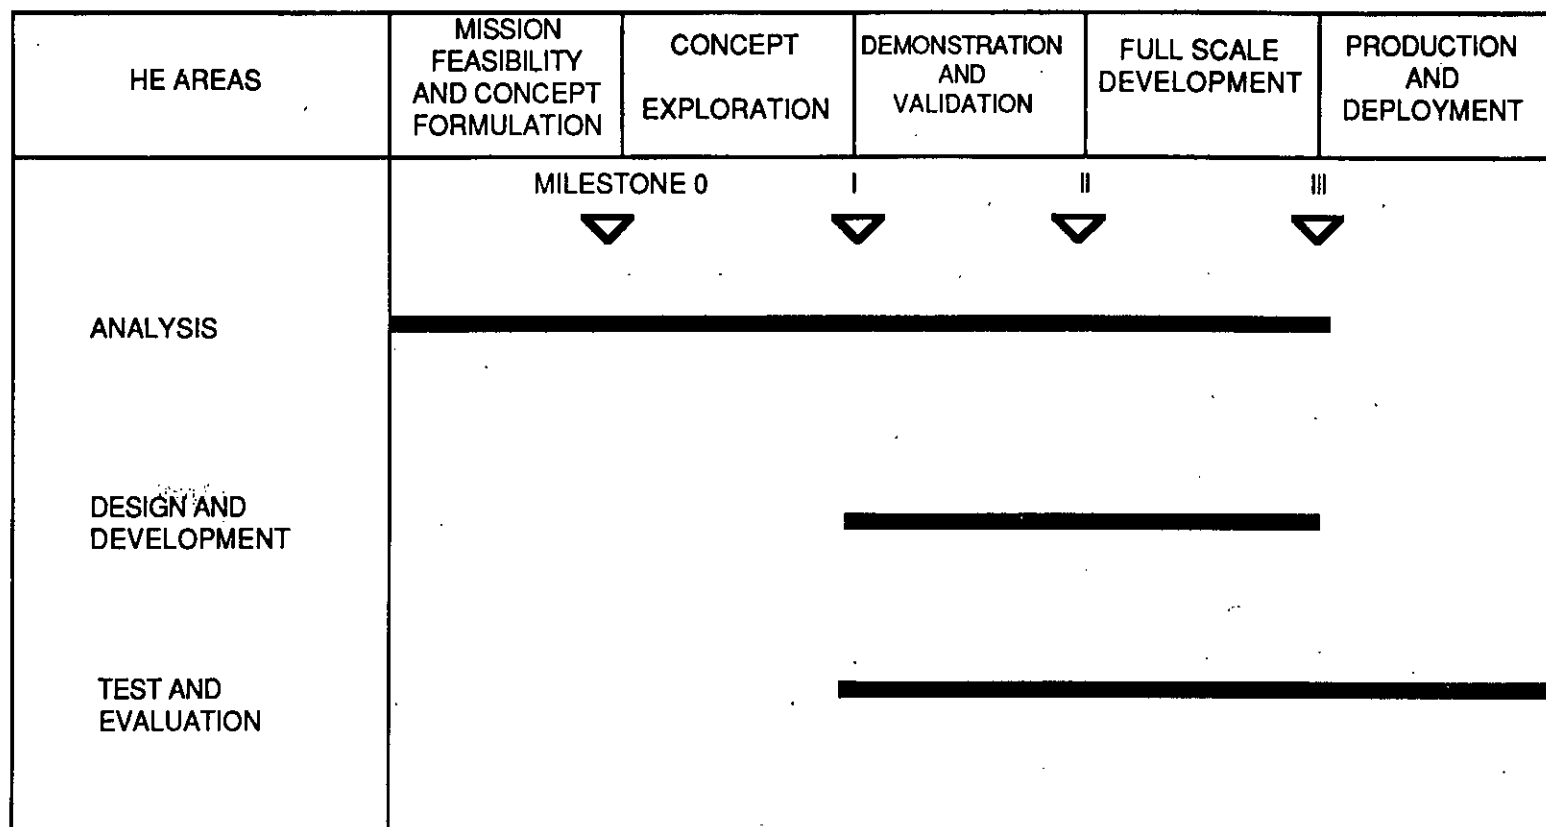 HE AREAS
MISSION
FEASIBILITY
AND CONCEPT
FORMULATION
CONCEPT
EXPLORATION
DEMONSTRATION
AND
VALIDATION
FULL SCALE
DEVELOPMENT
PRODUCTION
AND
DEPLOYMENT
MILESTONE 0 I II III
ANALYSIS
DESIGN AND
DEVELOPMENT
TEST AND
EVALUATION